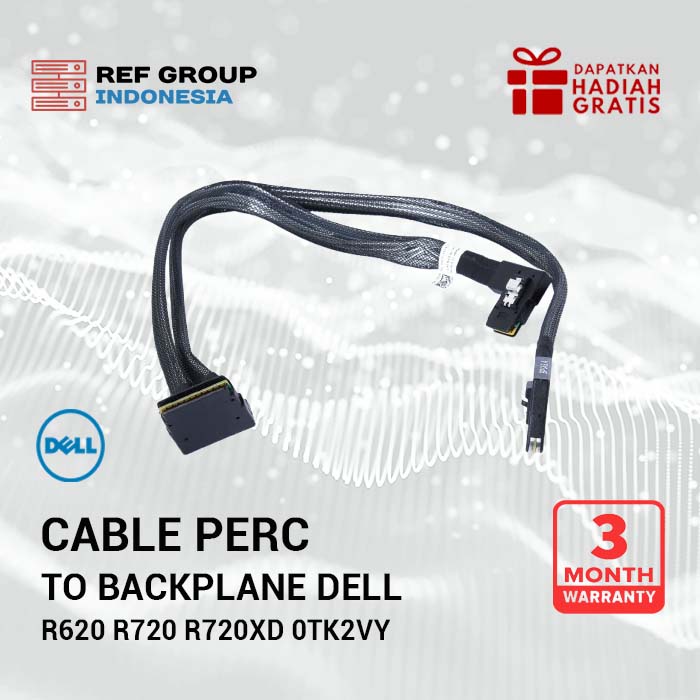 REF GROUP
INDONESIA
DAPATKAN
HADIAH
GRATIS
DELL
CABLE PERC
TO BACKPLANE DELL
R620 R720 R720XD 0TK2VY
3
MONTH
WARRANTY